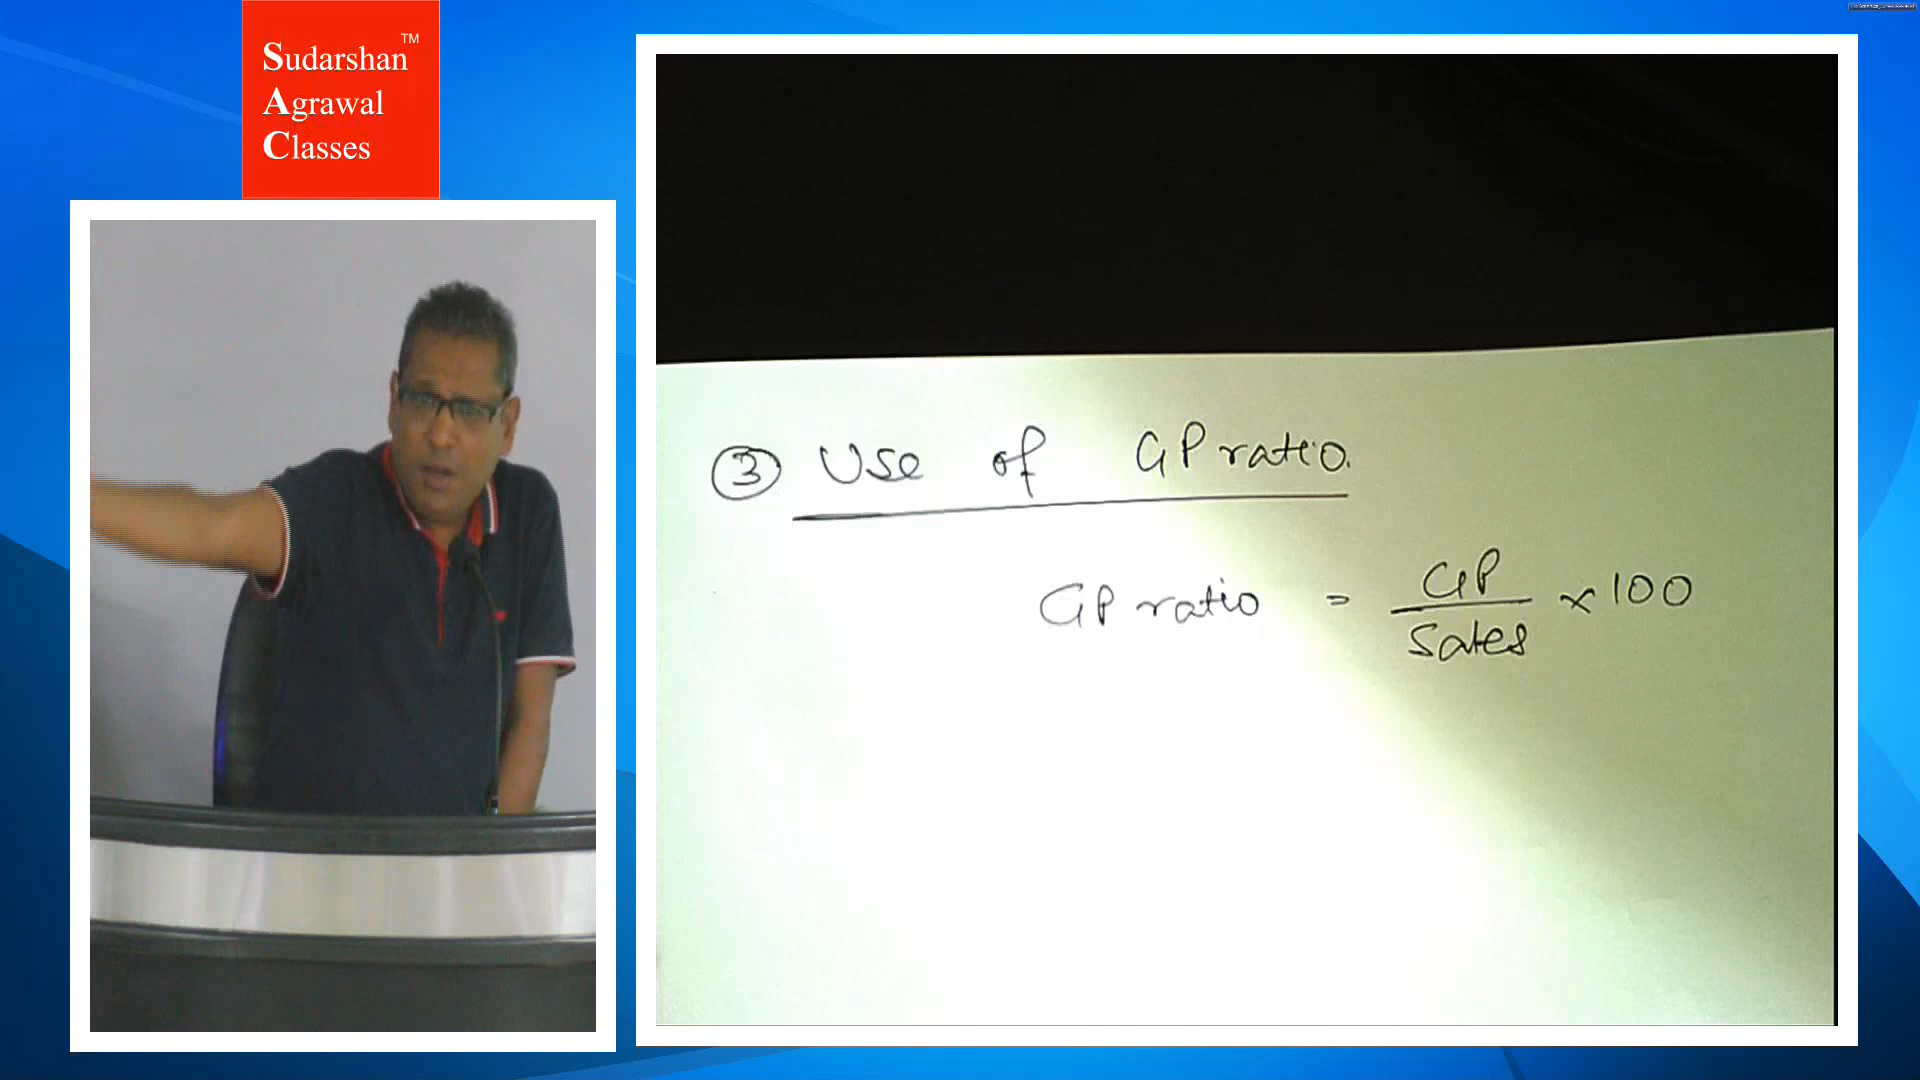 Sudarshan™
Agrawal
Classes
③ Use of GP ratio.
GP ratio = GP / Sales × 100